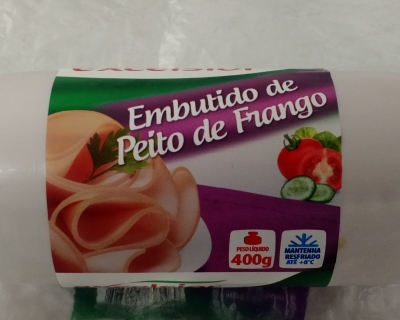 Embutido de
Peito de Frango
PESO LÍQUIDO
400g
MANTENHA
RESFRIADO
ATÉ +8°C